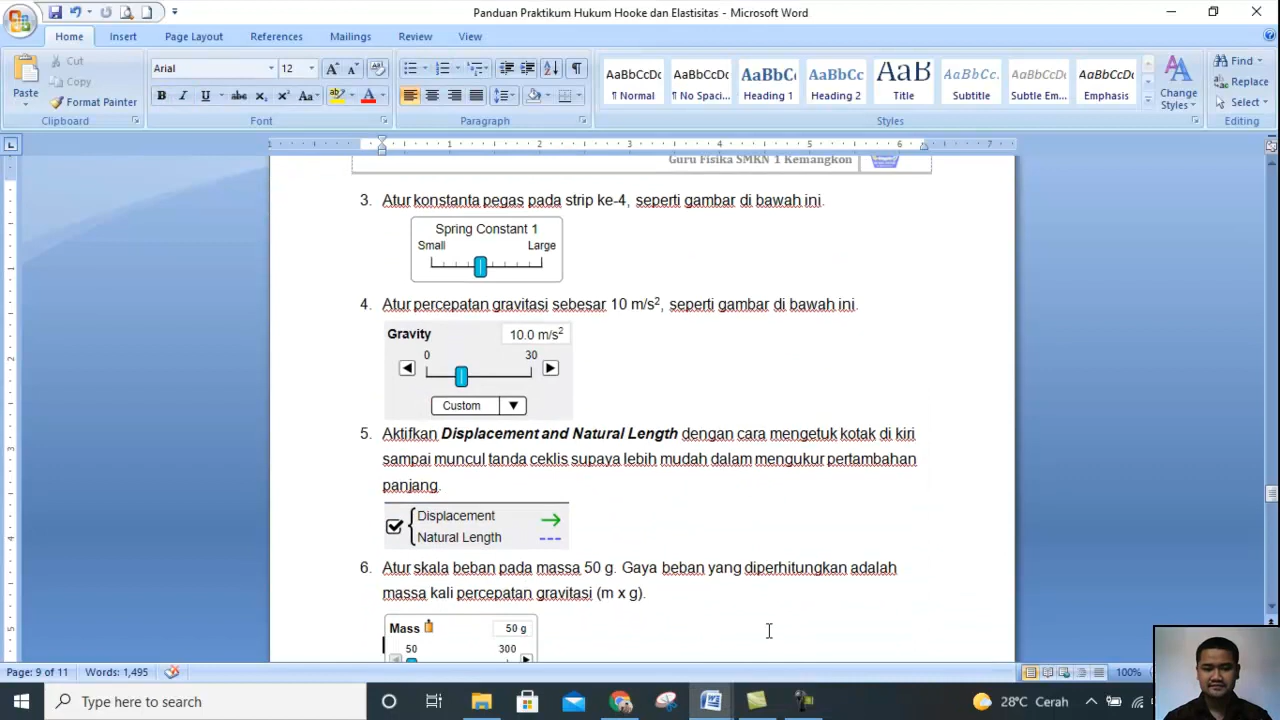 Panduan Praktikum Hukum Hooke dan Elastisitas - Microsoft Word
Home Insert Page Layout References Mailings Review View
Paste
Cut
Copy
Format Painter
Clipboard
Arial 12
Font
Paragraph
AaBbCcDc AaBbCcDc AaBbC AaBbCc AaB AaBbCc. AaBbCcDc AaBbCcDc
¶ Normal ¶ No Spaci... Heading 1 Heading 2 Title Subtitle Subtle Em... Emphasis
Change Styles
Styles
Find
Replace
Select
Editing
1 1 2 3 4 5 6 7
Guru Fisika SMKN 1 Kemangkon
3. Atur konstanta pegas pada strip ke-4, seperti gambar di bawah ini.
Spring Constant 1
Small Large
4. Atur percepatan gravitasi sebesar 10 m/s², seperti gambar di bawah ini.
Gravity 10.0 m/s²
0 30
Custom
5. Aktifkan Displacement and Natural Length dengan cara mengetuk kotak di kiri
sampai muncul tanda ceklis supaya lebih mudah dalam mengukur pertambahan
panjang.
Displacement
Natural Length
6. Atur skala beban pada massa 50 g. Gaya beban yang diperhitungkan adalah
massa kali percepatan gravitasi (m x g).
Mass 50 g
50 300
Page: 9 of 11 Words: 1,495 100%
Type here to search 28°C Cerah